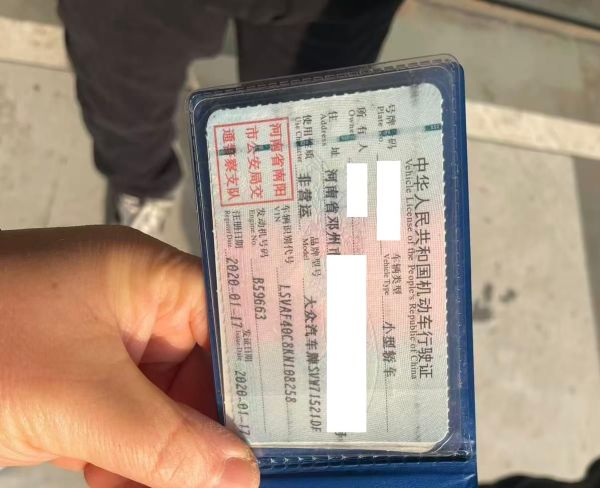 中华人民共和国机动车行驶证
Vehicle License of the People's Republic of China
号牌号码 车辆类型 小型轿车
Plate No. Vehicle Type
所有人
Owner
住址 河南省邓州市 号
Address
使用性质 非营运 品牌型号 大众汽车牌SVW71521DF
Use Character Model
河南省南阳
市公安局交
通警察支队
车辆识别代号 LSVAF40C8KN108258
VIN
发动机号码 B59663
Engine No.
注册日期 2020-01-17 发证日期 2020-01-17
Register Date Issue Date